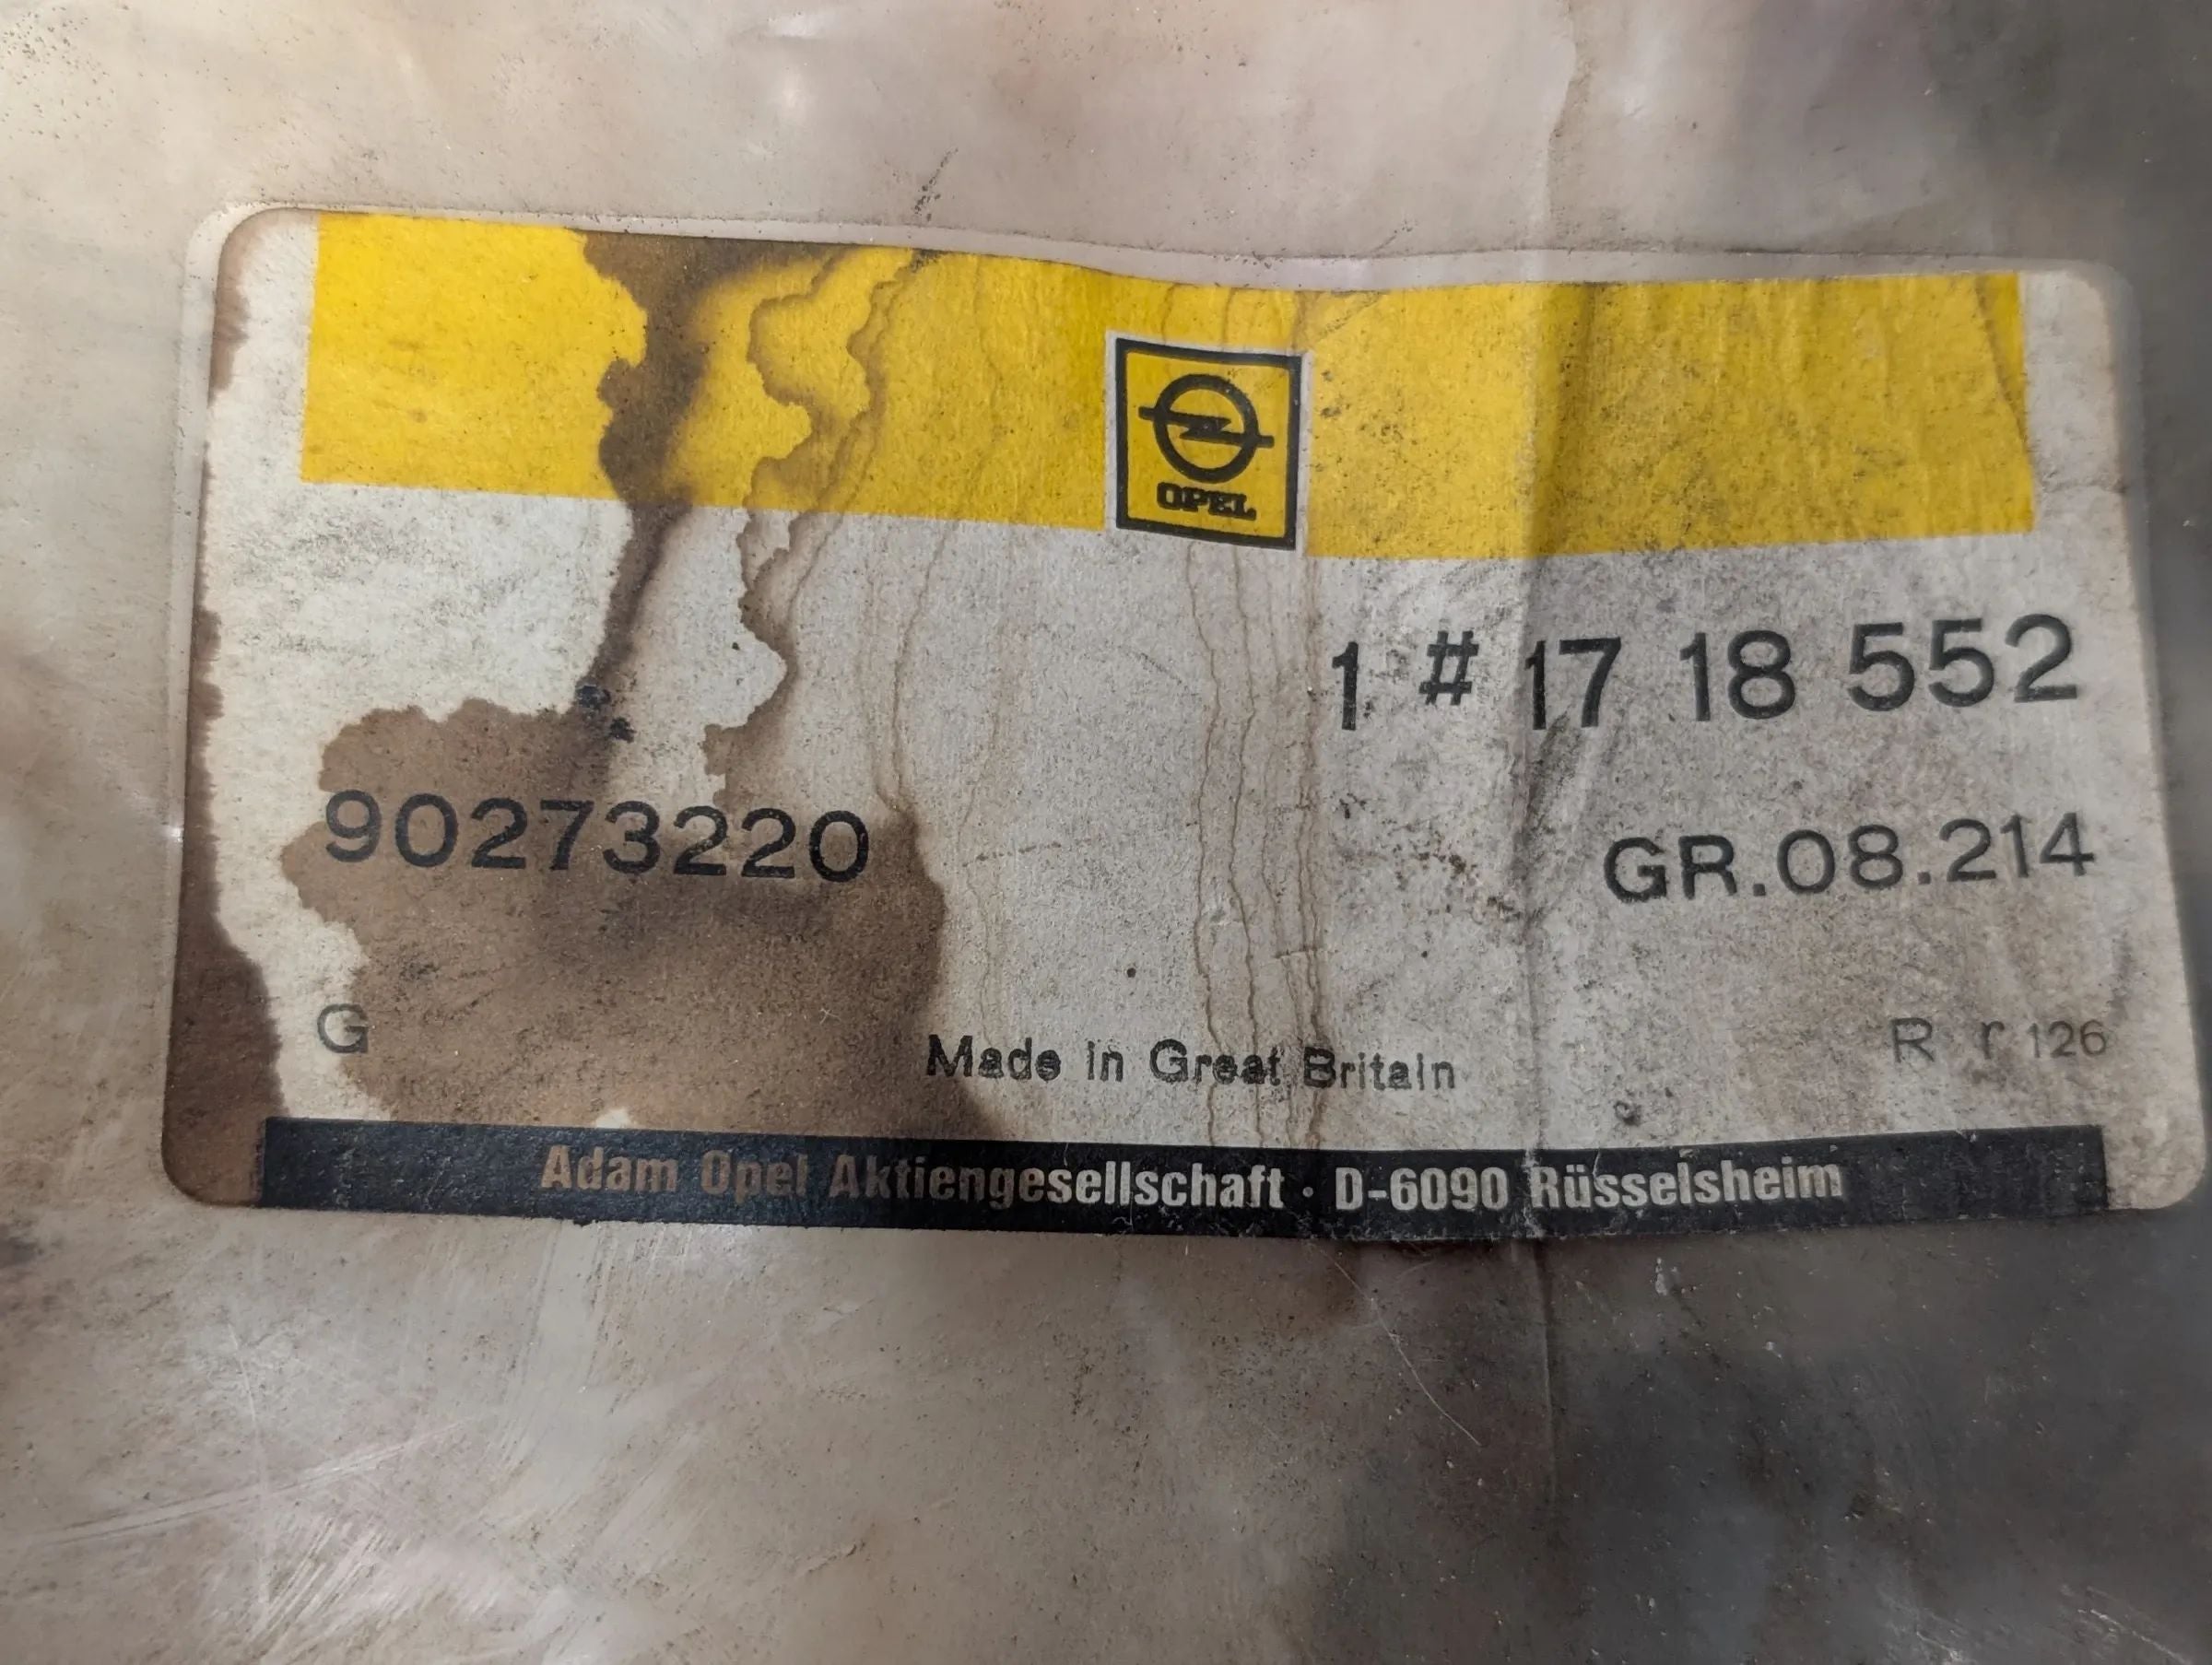 OPEL
1 # 17 18 552
90273220
GR.08.214
G
Made in Great Britain
R r 126
Adam Opel Aktiengesellschaft · D-6090 Rüsselsheim